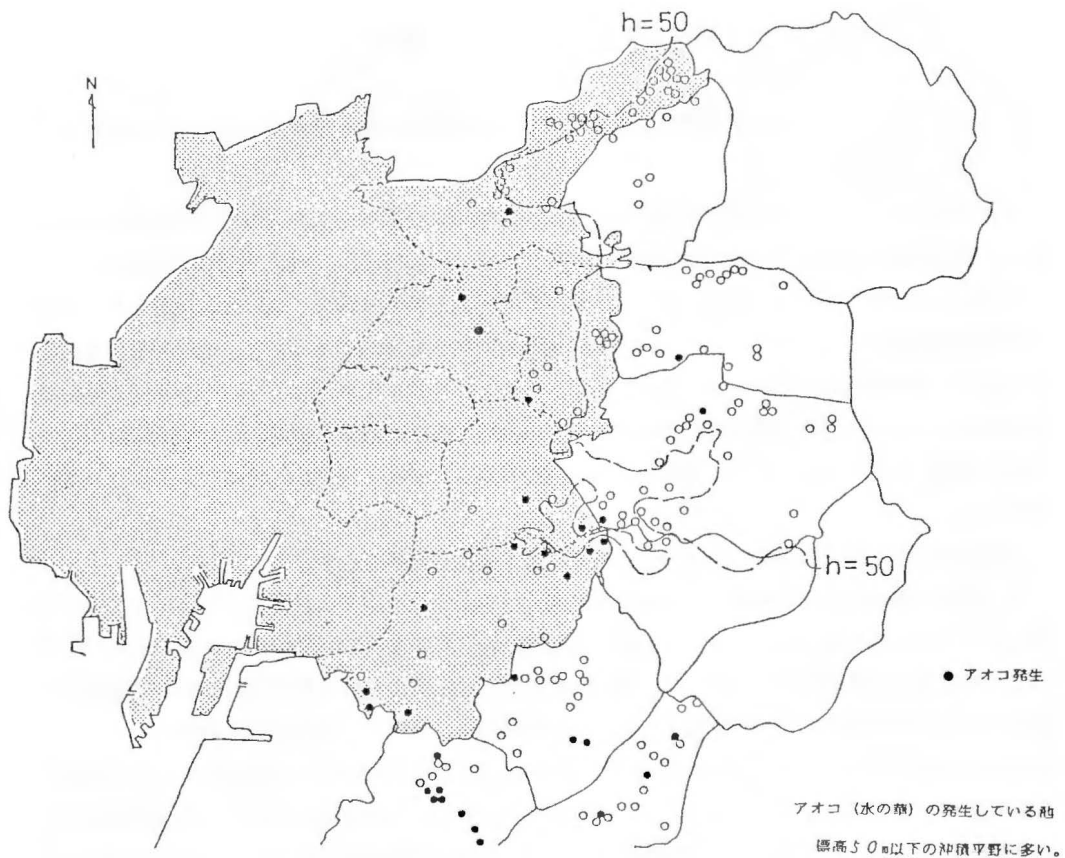 h=50
N
h=50
● アオコ発生
アオコ (水の華) の発生している池
標高50m以下の沖積平野に多い。